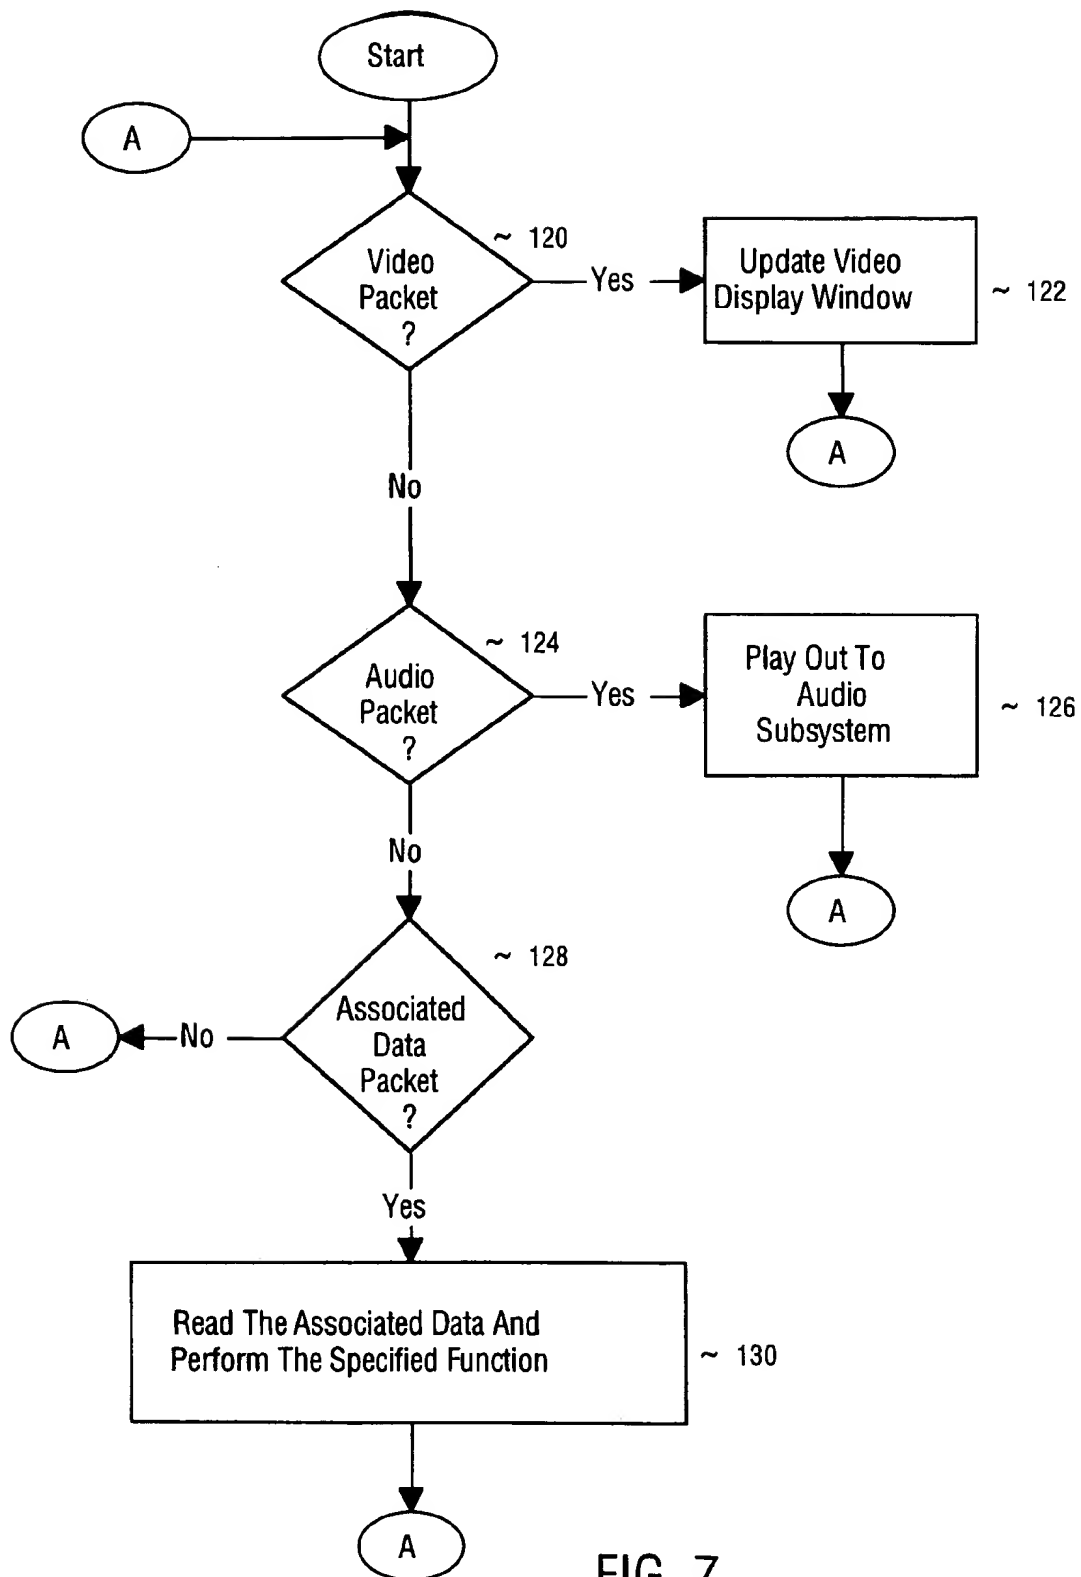 Start
A
Video
Packet
?
~ 120
Yes
Update Video
Display Window
~ 122
A
No
Audio
Packet
?
~ 124
Yes
Play Out To
Audio
Subsystem
~ 126
A
No
Associated
Data
Packet
?
~ 128
No
A
Yes
Read The Associated Data And
Perform The Specified Function
~ 130
A
FIG. 7